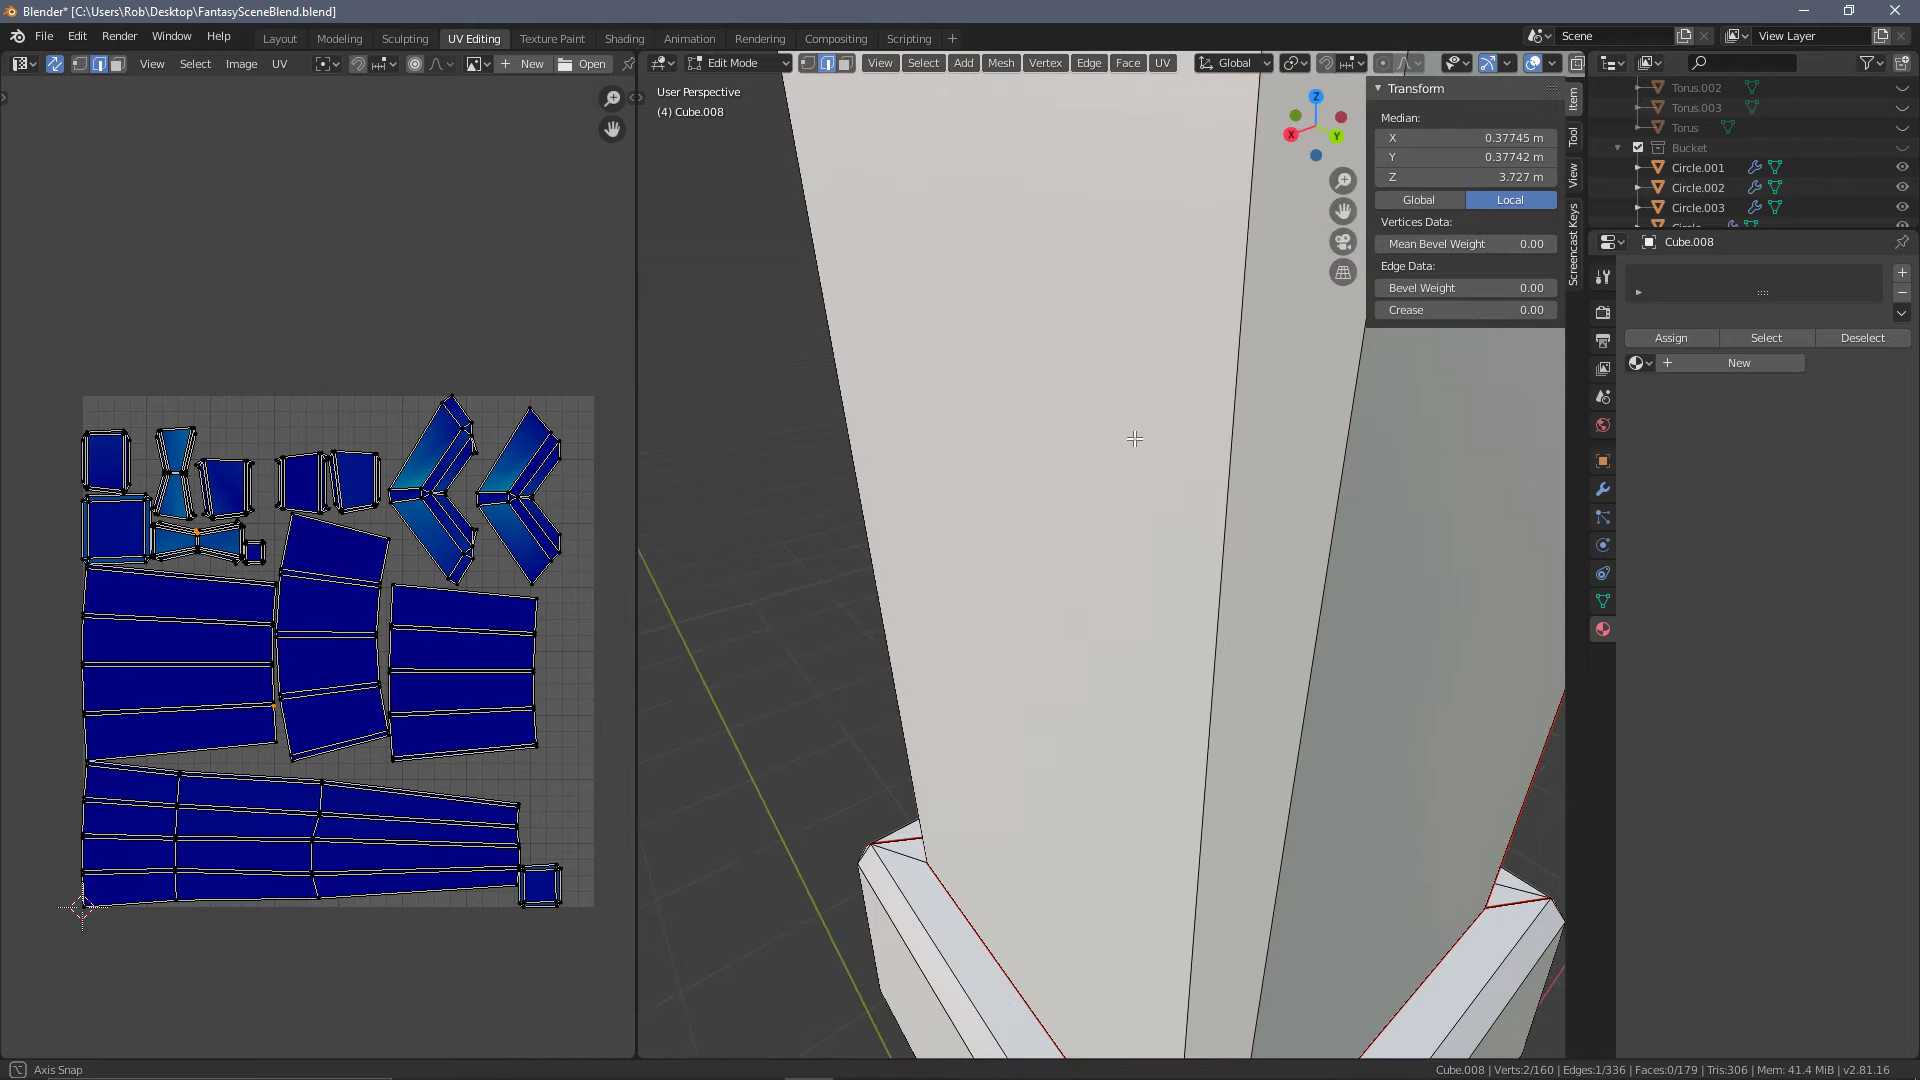 Blender* [C:\Users\Rob\Desktop\FantasySceneBlend.blend]
File Edit Render Window Help
Layout Modeling Sculpting UV Editing Texture Paint Shading Animation Rendering Compositing Scripting
Scene
View Layer
View Select Image UV
New
Open
Edit Mode
View Select Add Mesh Vertex Edge Face UV
Global
User Perspective
(4) Cube.008
Z
X
Y
Transform
Median:
X 0.37745 m
Y 0.37742 m
Z 3.727 m
Global Local
Vertices Data:
Mean Bevel Weight 0.00
Edge Data:
Bevel Weight 0.00
Crease 0.00
Item
Tool
View
Screencast Keys
Torus.002
Torus.003
Torus
Bucket
Circle.001
Circle.002
Circle.003
Cube.008
Assign Select Deselect
New
Axis Snap
Cube.008 | Verts:2/160 | Edges:1/336 | Faces:0/179 | Tris:306 | Mem: 41.4 MiB | v2.81.16